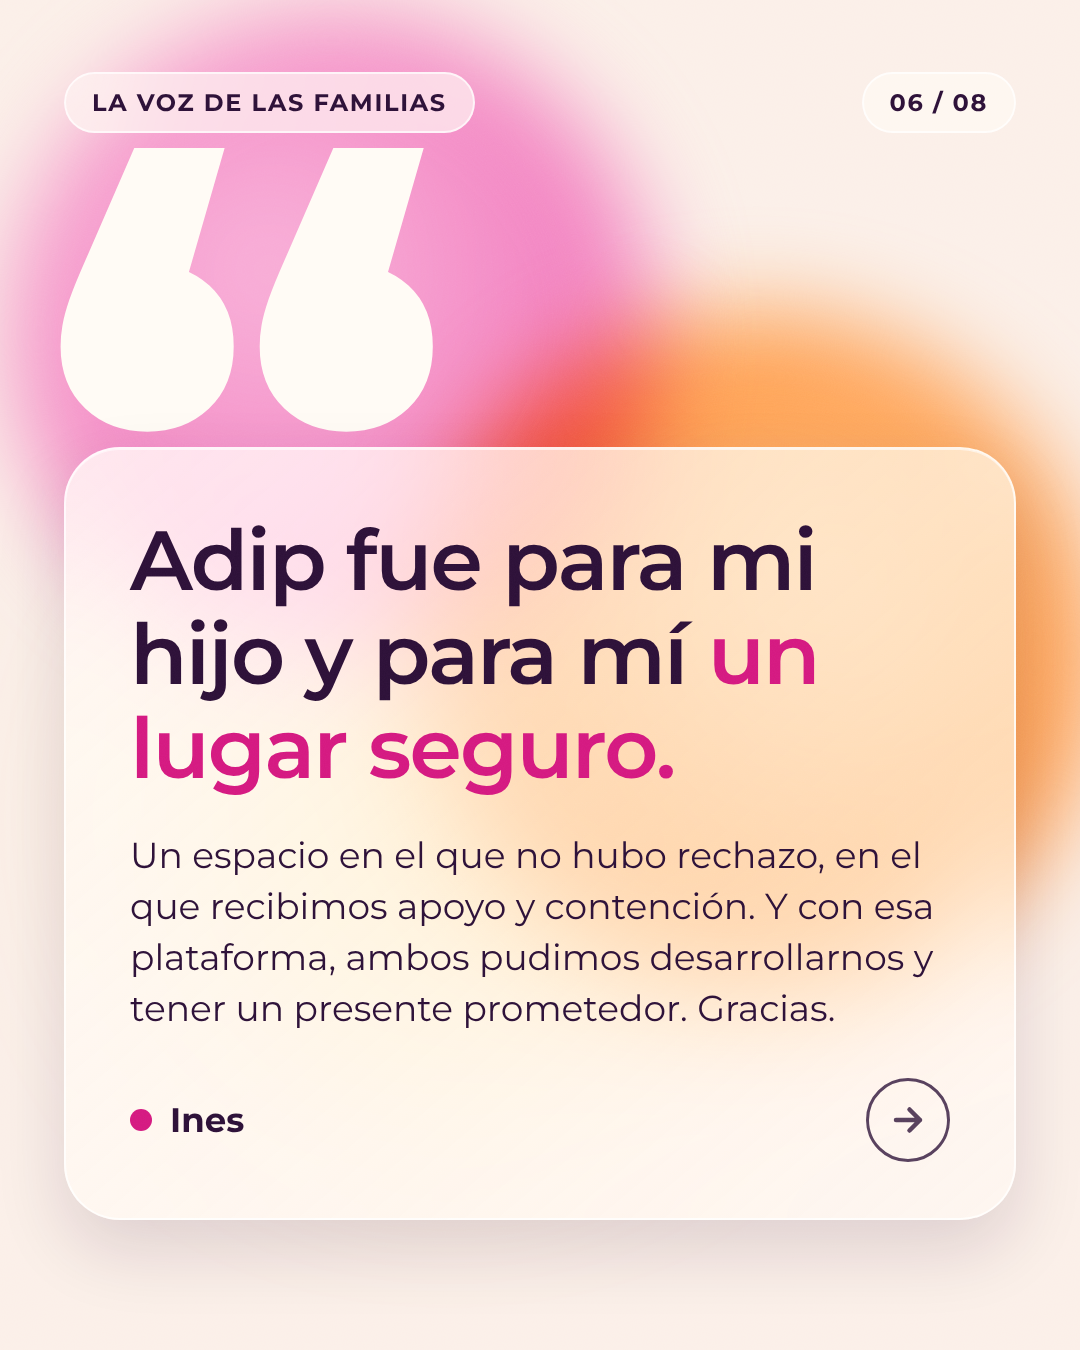 LA VOZ DE LAS FAMILIAS
06 / 08
“
Adip fue para mi
hijo y para mí un
lugar seguro.
Un espacio en el que no hubo rechazo, en el
que recibimos apoyo y contención. Y con esa
plataforma, ambos pudimos desarrollarnos y
tener un presente prometedor. Gracias.
Ines